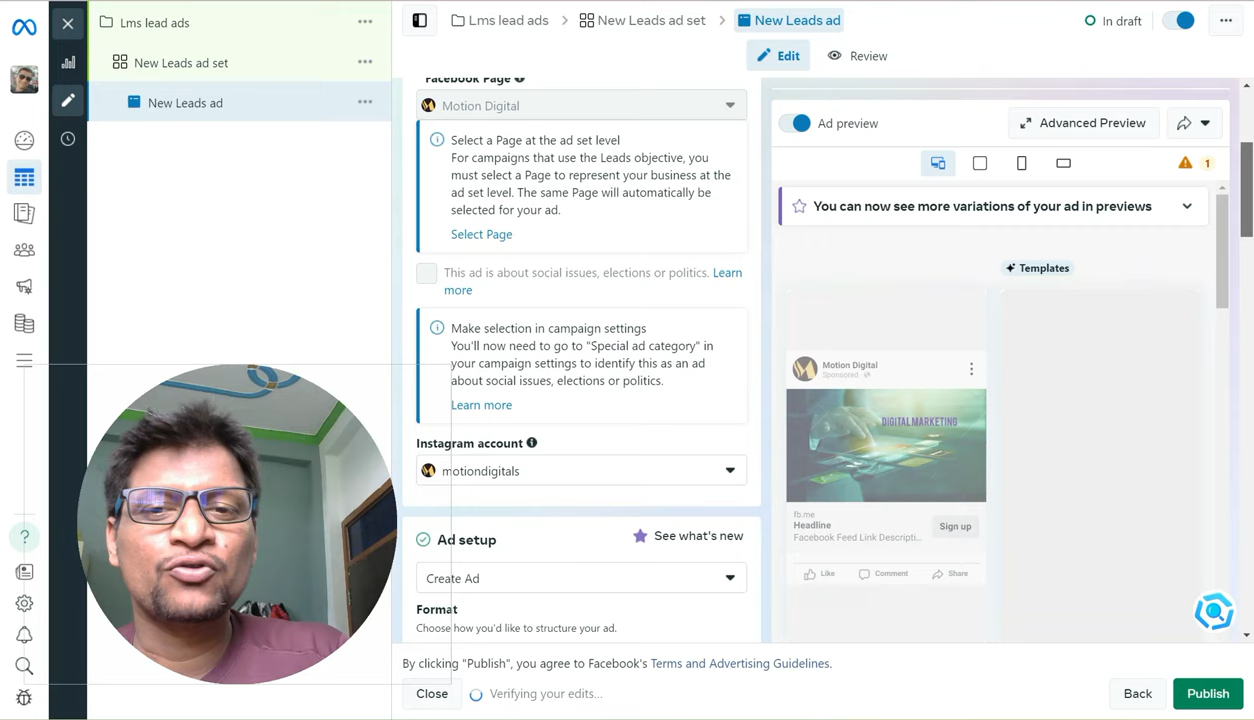 Lms lead ads
New Leads ad set
New Leads ad
Lms lead ads
New Leads ad set
New Leads ad
In draft
Edit
Review
Facebook Page
Motion Digital
Select a Page at the ad set level
For campaigns that use the Leads objective, you
must select a Page to represent your business at the
ad set level. The same Page will automatically be
selected for your ad.
Select Page
This ad is about social issues, elections or politics. Learn
more
Make selection in campaign settings
You'll now need to go to "Special ad category" in
your campaign settings to identify this as an ad
about social issues, elections or politics.
Learn more
Instagram account
motiondigitals
Ad setup
See what's new
Create Ad
Format
Choose how you'd like to structure your ad.
Ad preview
Advanced Preview
1
You can now see more variations of your ad in previews
Templates
Motion Digital
Sponsored
DIGITAL MARKETING
fb.me
Headline
Facebook Feed Link Descripti...
Sign up
Like
Comment
Share
By clicking "Publish", you agree to Facebook's Terms and Advertising Guidelines.
Close
Verifying your edits...
Back
Publish